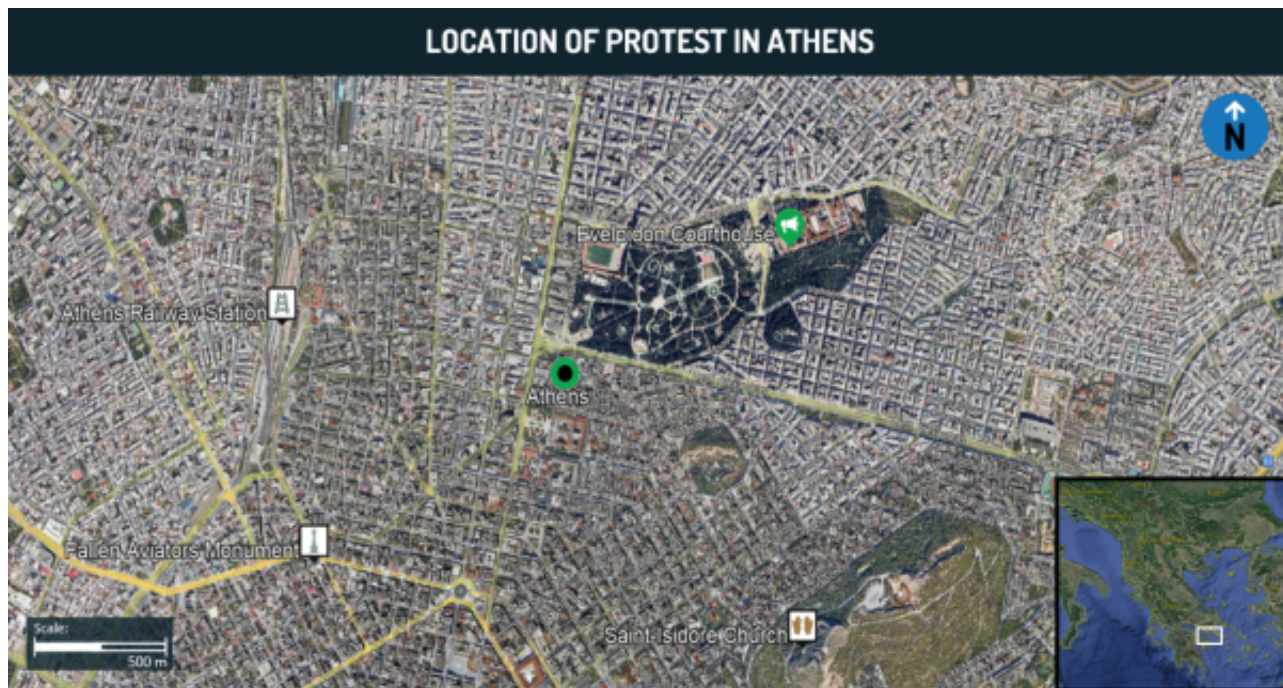 LOCATION OF PROTEST IN ATHENS
N
Evelpidon Courthouse
Athens Railway Station
Athens
Fallen Aviators Monument
Saint-Isidore Church
Scale:
500 m